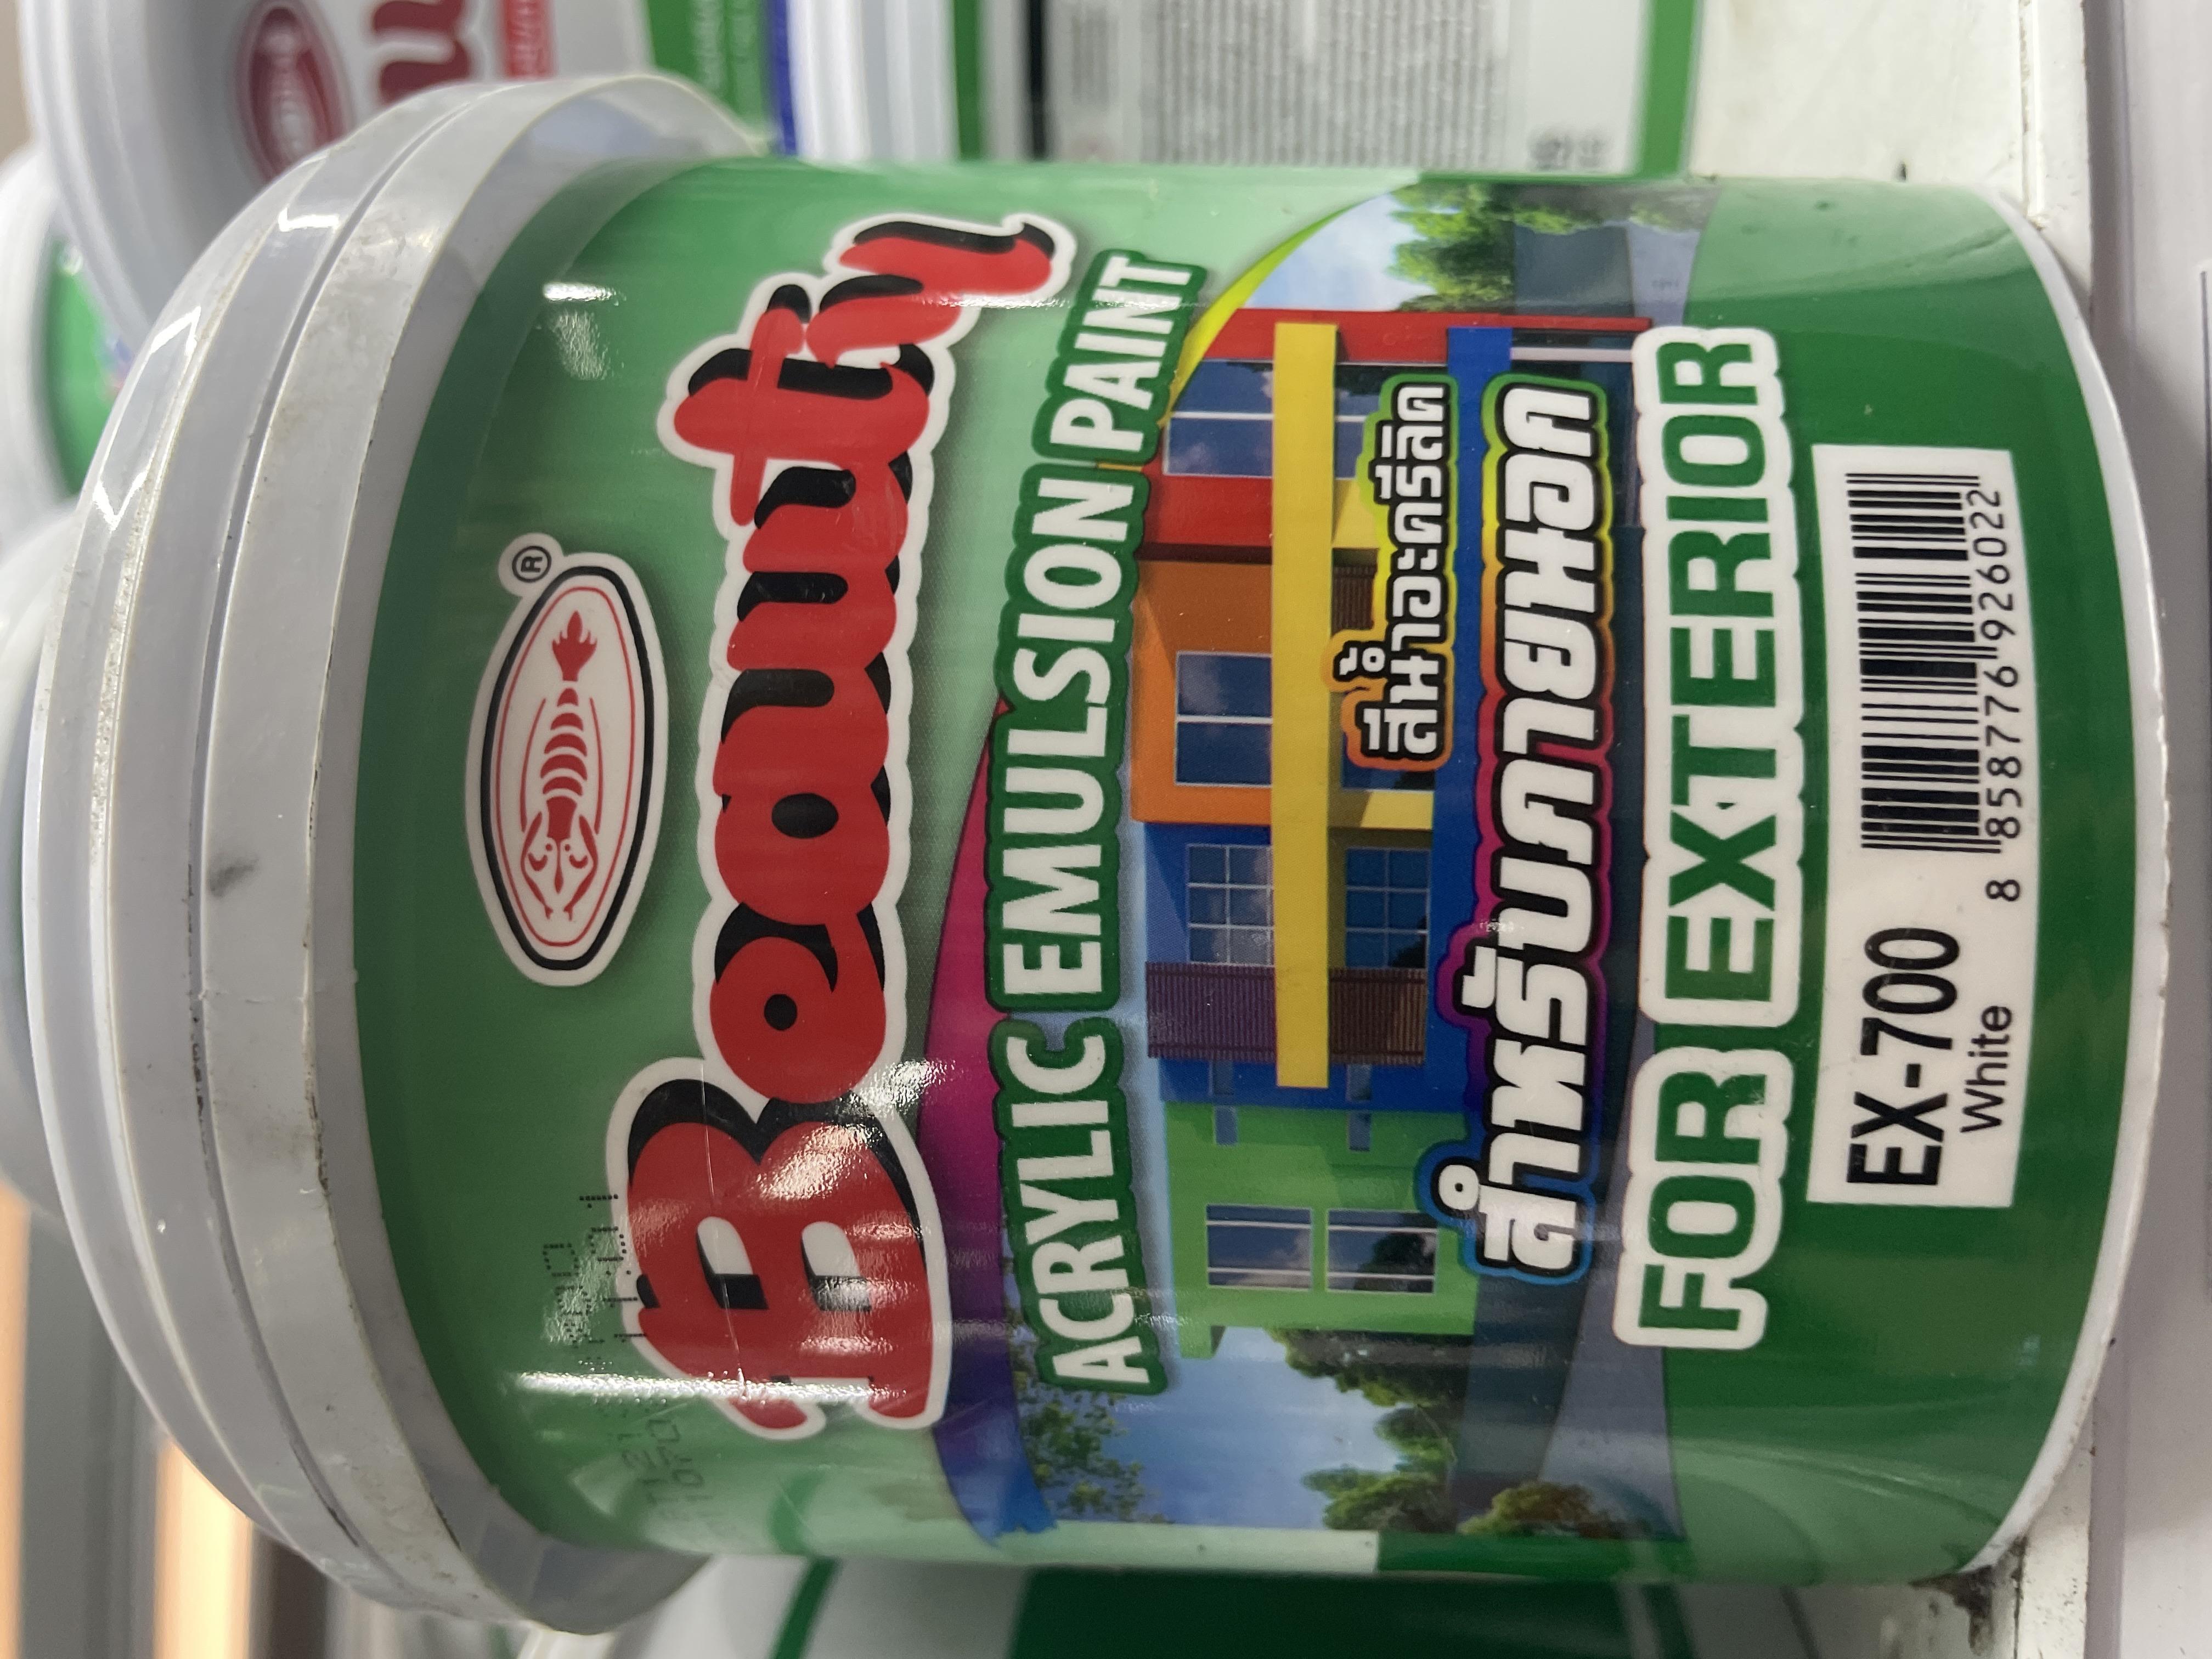 ®
Beauty
ACRYLIC EMULSION PAINT
สีน้ำอะคริลิค
สำหรับภายนอก
FOR EXTERIOR
EX-700
White
8 858776 926022